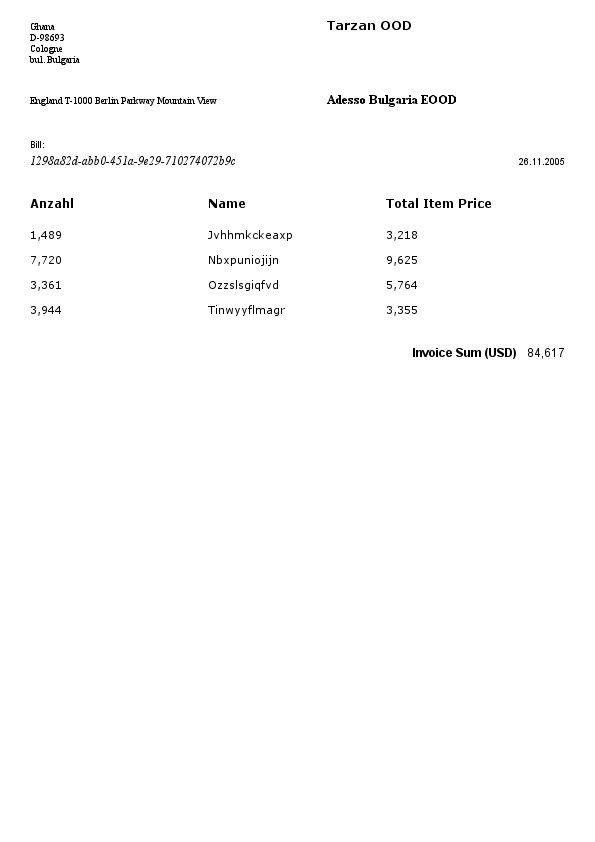 Ghana
Tarzan OOD
D-98693
Cologne
bul. Bulgaria
England T-1000 Berlin Parkway Mountain View
Adesso Bulgaria EOOD
Bill:
1298a82d-abb0-451a-9e29-710274072b9c
26.11.2005
Anzahl Name Total Item Price
1,489 Jvhhmkckeaxp 3,218
7,720 Nbxpuniojijn 9,625
3,361 Ozzslsgiqfvd 5,764
3,944 Tinwyyflmagr 3,355
Invoice Sum (USD) 84,617